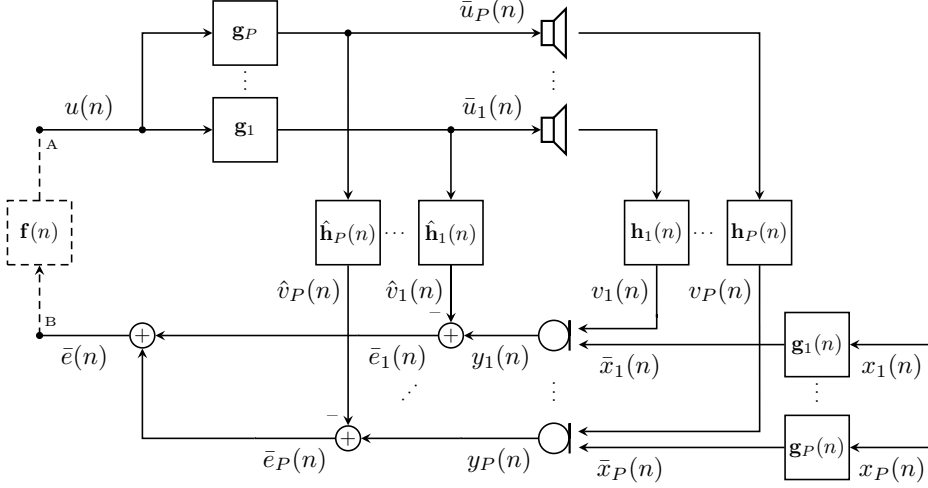 ū_P(n)
g_P
⋮ ⋮
u(n) ū_1(n)
g_1
A
f(n) ĥ_P(n) ··· ĥ_1(n) h_1(n) ··· h_P(n)
v̂_P(n) v̂_1(n) v_1(n) v_P(n)
B − 
+ + g_1(n)
ē(n) ē_1(n) y_1(n) x̄_1(n) x_1(n)
⋰ ⋮ ⋮
−
+ g_P(n)
ē_P(n) y_P(n) x̄_P(n) x_P(n)